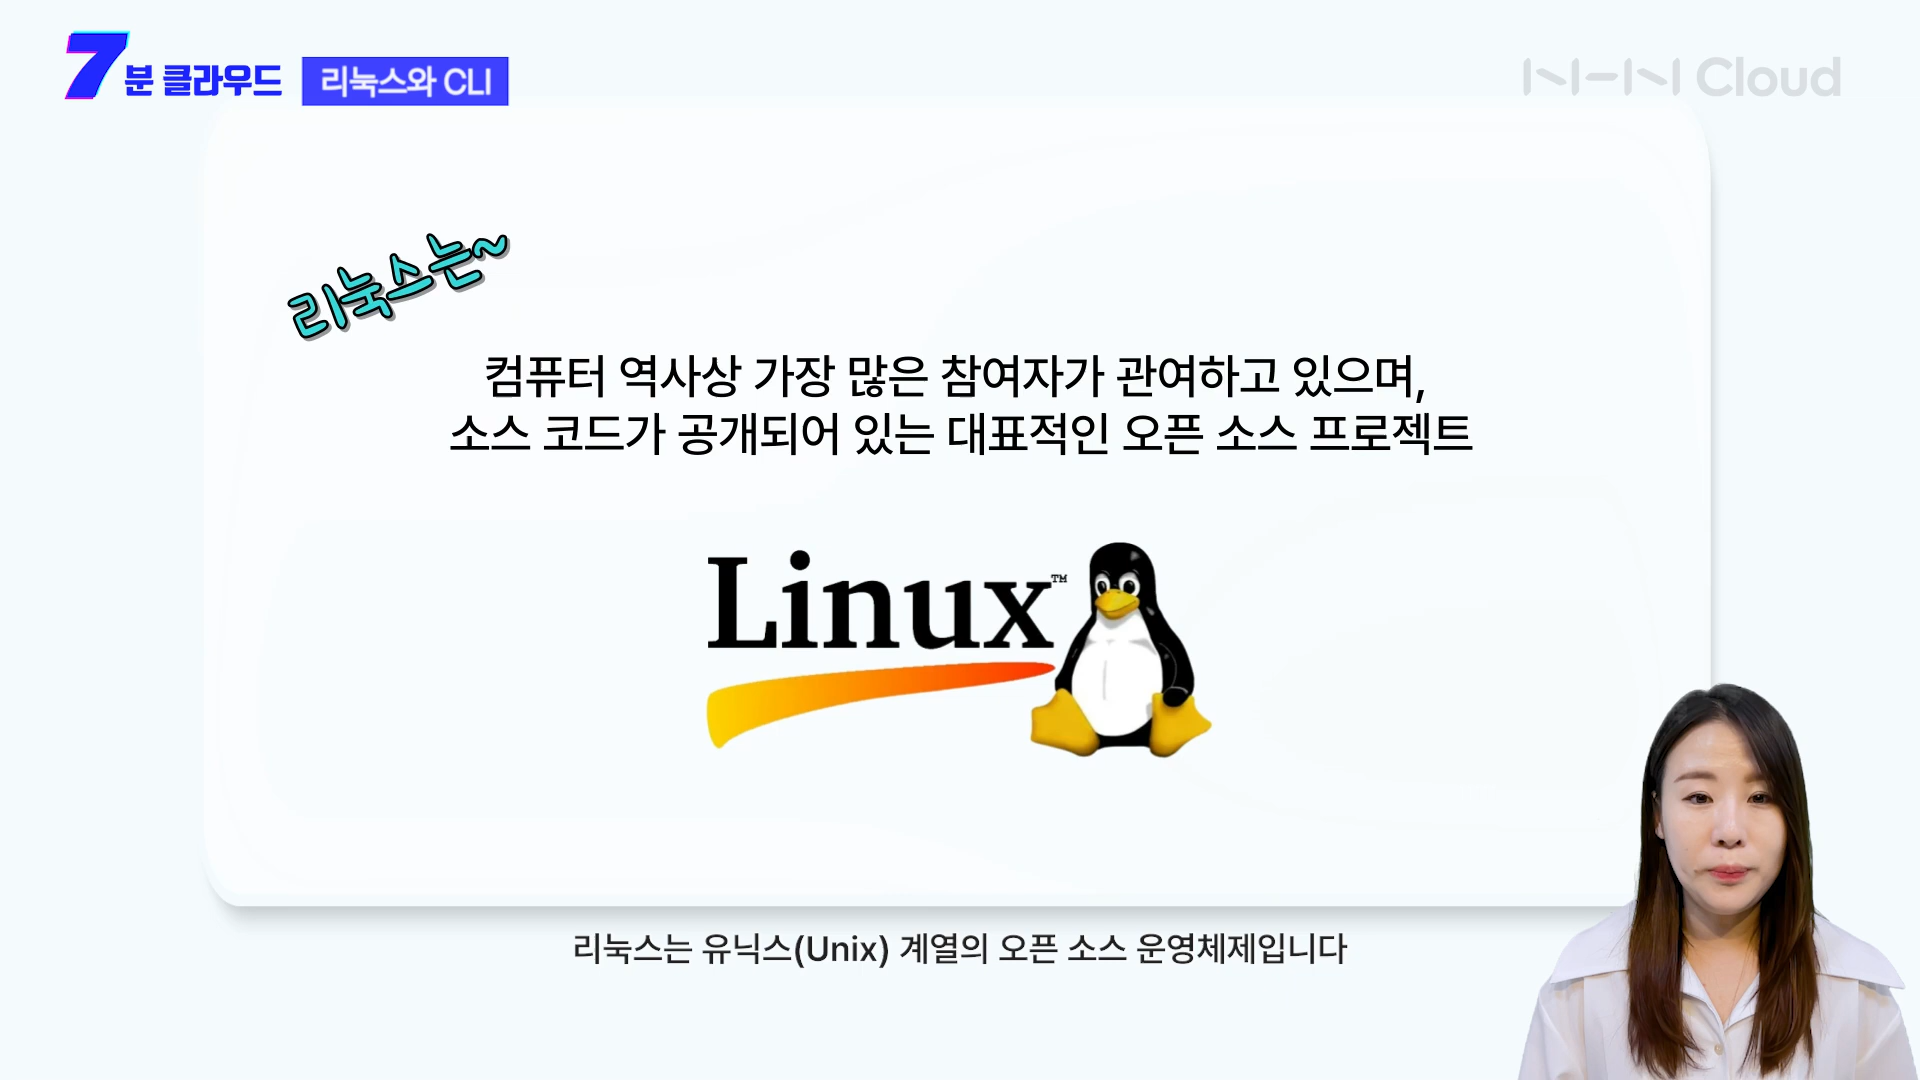 7분 클라우드
리눅스와 CLI
NHN Cloud
리눅스는~
컴퓨터 역사상 가장 많은 참여자가 관여하고 있으며,
소스 코드가 공개되어 있는 대표적인 오픈 소스 프로젝트
Linux™
리눅스는 유닉스(Unix) 계열의 오픈 소스 운영체제입니다